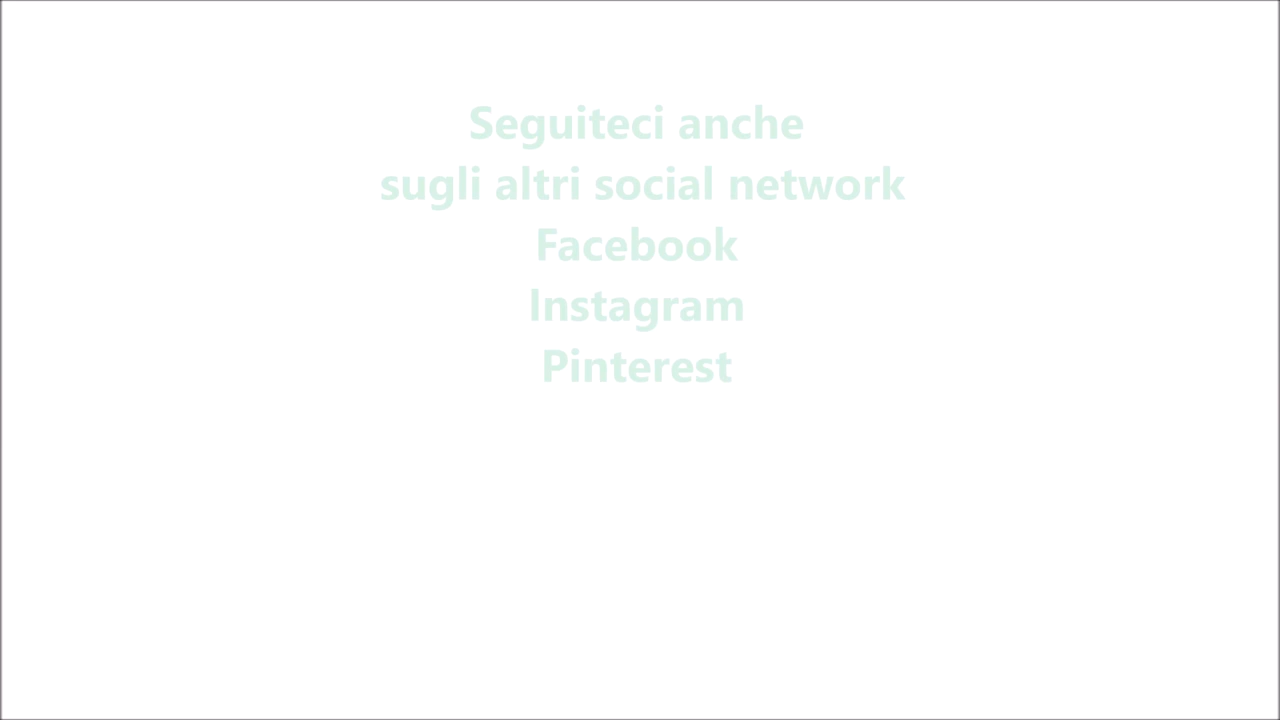 Seguiteci anche
sugli altri social network
Facebook
Instagram
Pinterest